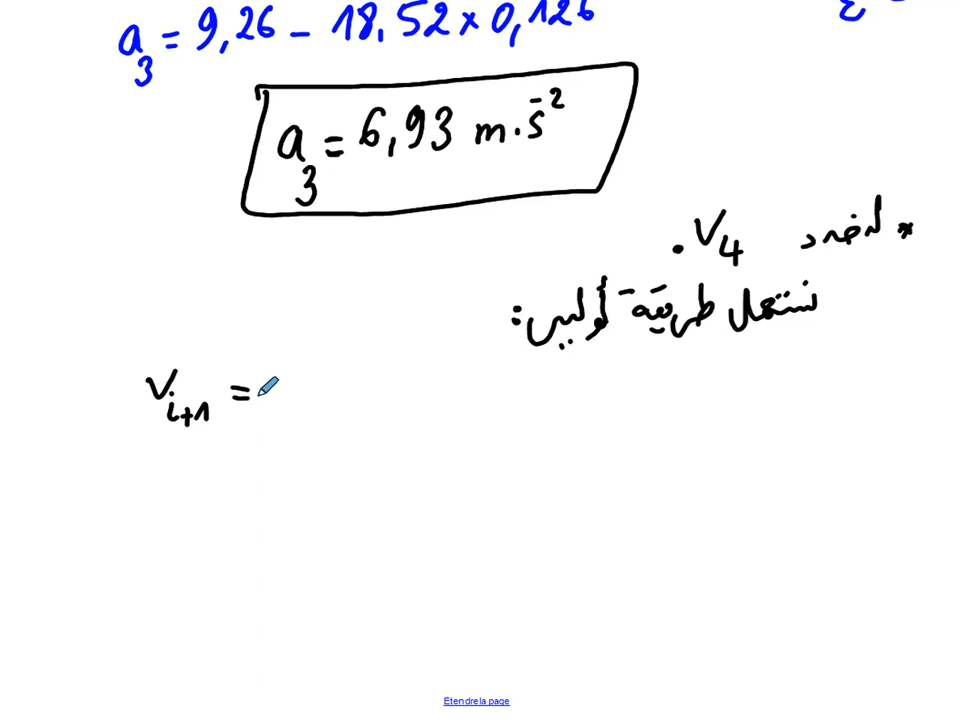 a₃ = 9,26 - 18,52 × 0,126
a₃ = 6,93 m.s⁻²
* لنحدد V₄.
نستعمل طريقة أولير:
V_{i+1} =
Étendre la page